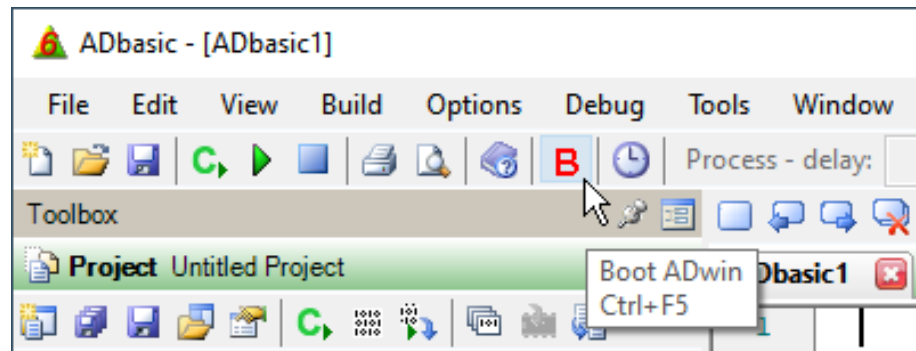 ADbasic - [ADbasic1]
File Edit View Build Options Debug Tools Window
C B Process - delay:
Toolbox
Project Untitled Project
Boot ADwin
Ctrl+F5
Dbasic1
C
1